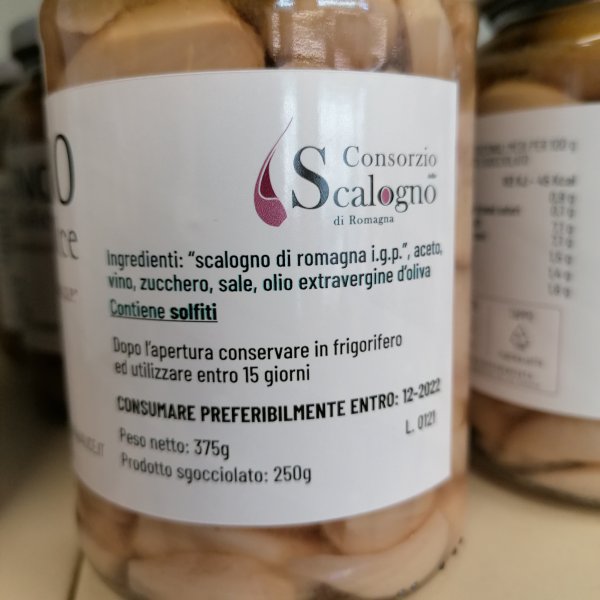 Consorzio
Scalogno
di Romagna
Ingredienti: "scalogno di romagna i.g.p.", aceto,
vino, zucchero, sale, olio extravergine d'oliva
Contiene solfiti
Dopo l'apertura conservare in frigorifero
ed utilizzare entro 15 giorni
CONSUMARE PREFERIBILMENTE ENTRO: 12-2022
L. 0121
Peso netto: 375g
Prodotto sgocciolato: 250g